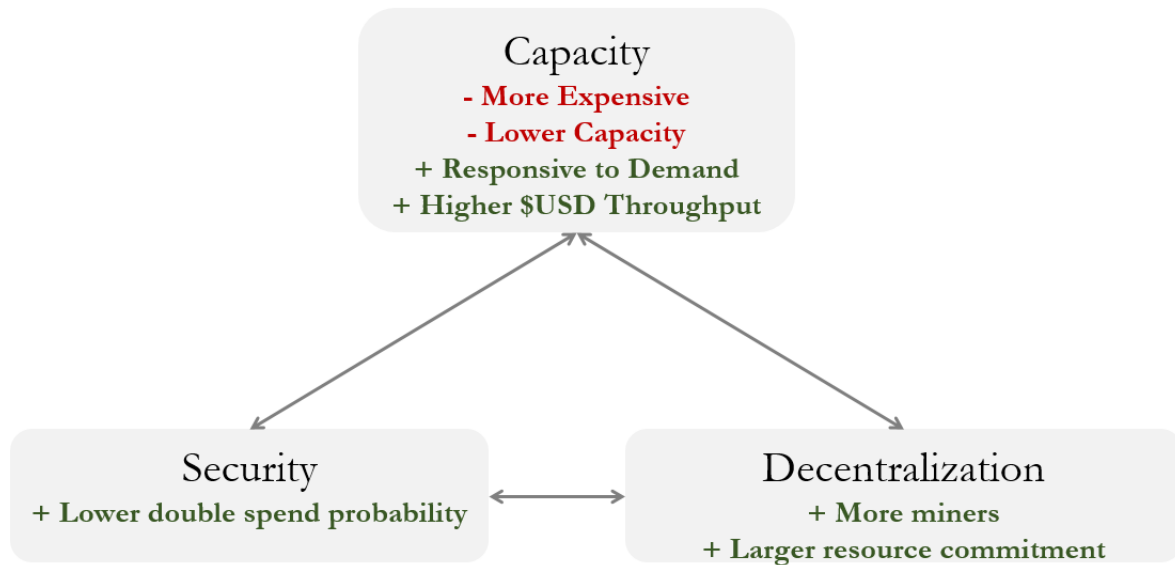 Capacity
- More Expensive
- Lower Capacity
+ Responsive to Demand
+ Higher $USD Throughput
Security
+ Lower double spend probability
Decentralization
+ More miners
+ Larger resource commitment